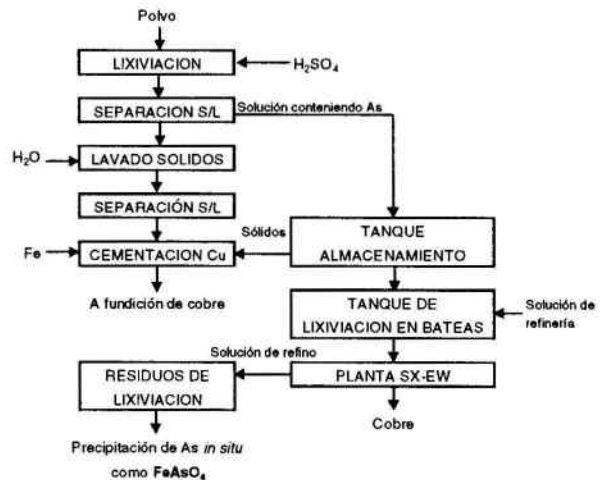 Polvo
LIXIVIACION
H₂SO₄
SEPARACION S/L
Solución conteniendo As
H₂O
LAVADO SOLIDOS
SEPARACIÓN S/L
Fe
CEMENTACION Cu
Sólidos
TANQUE
ALMACENAMIENTO
A fundición de cobre
TANQUE DE
LIXIVIACION EN BATEAS
Solución de
refinería
Solución de refino
RESIDUOS DE
LIXIVIACION
PLANTA SX-EW
Cobre
Precipitación de As in situ
como FeAsO₄